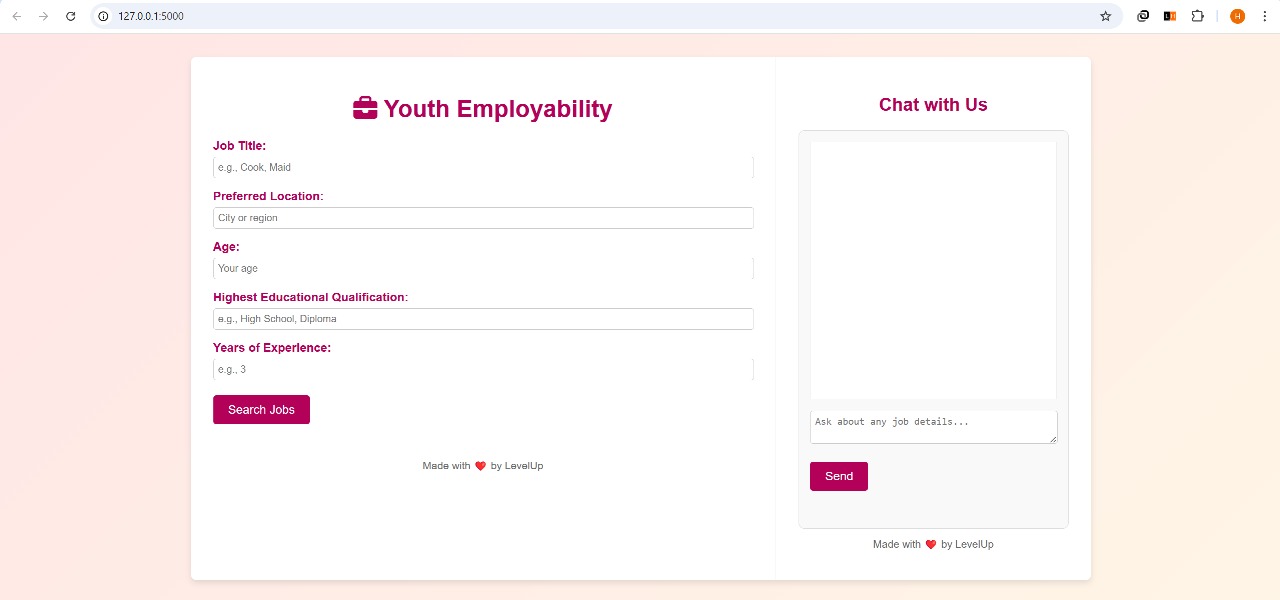 127.0.0.1:5000
H
Youth Employability
Job Title:
e.g., Cook, Maid
Preferred Location:
City or region
Age:
Your age
Highest Educational Qualification:
e.g., High School, Diploma
Years of Experience:
e.g., 3
Search Jobs
Made with ❤️ by LevelUp
Chat with Us
Ask about any job details...
Send
Made with ❤️ by LevelUp